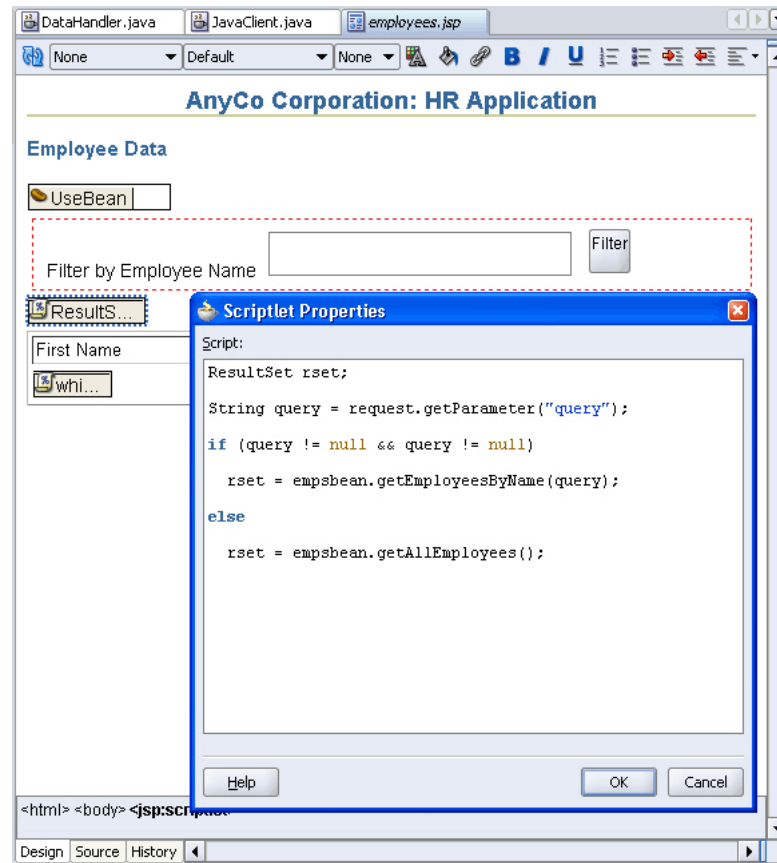 DataHandler.java JavaClient.java employees.jsp
None Default None B I U
AnyCo Corporation: HR Application
Employee Data
UseBean
Filter by Employee Name Filter
ResultS...
First Name
whi...
Scriptlet Properties
Script:
ResultSet rset;
String query = request.getParameter("query");
if (query != null && query != null)
rset = empsbean.getEmployeesByName(query);
else
rset = empsbean.getAllEmployees();
Help OK Cancel
<html> <body> <jsp:scriptlet>
Design Source History